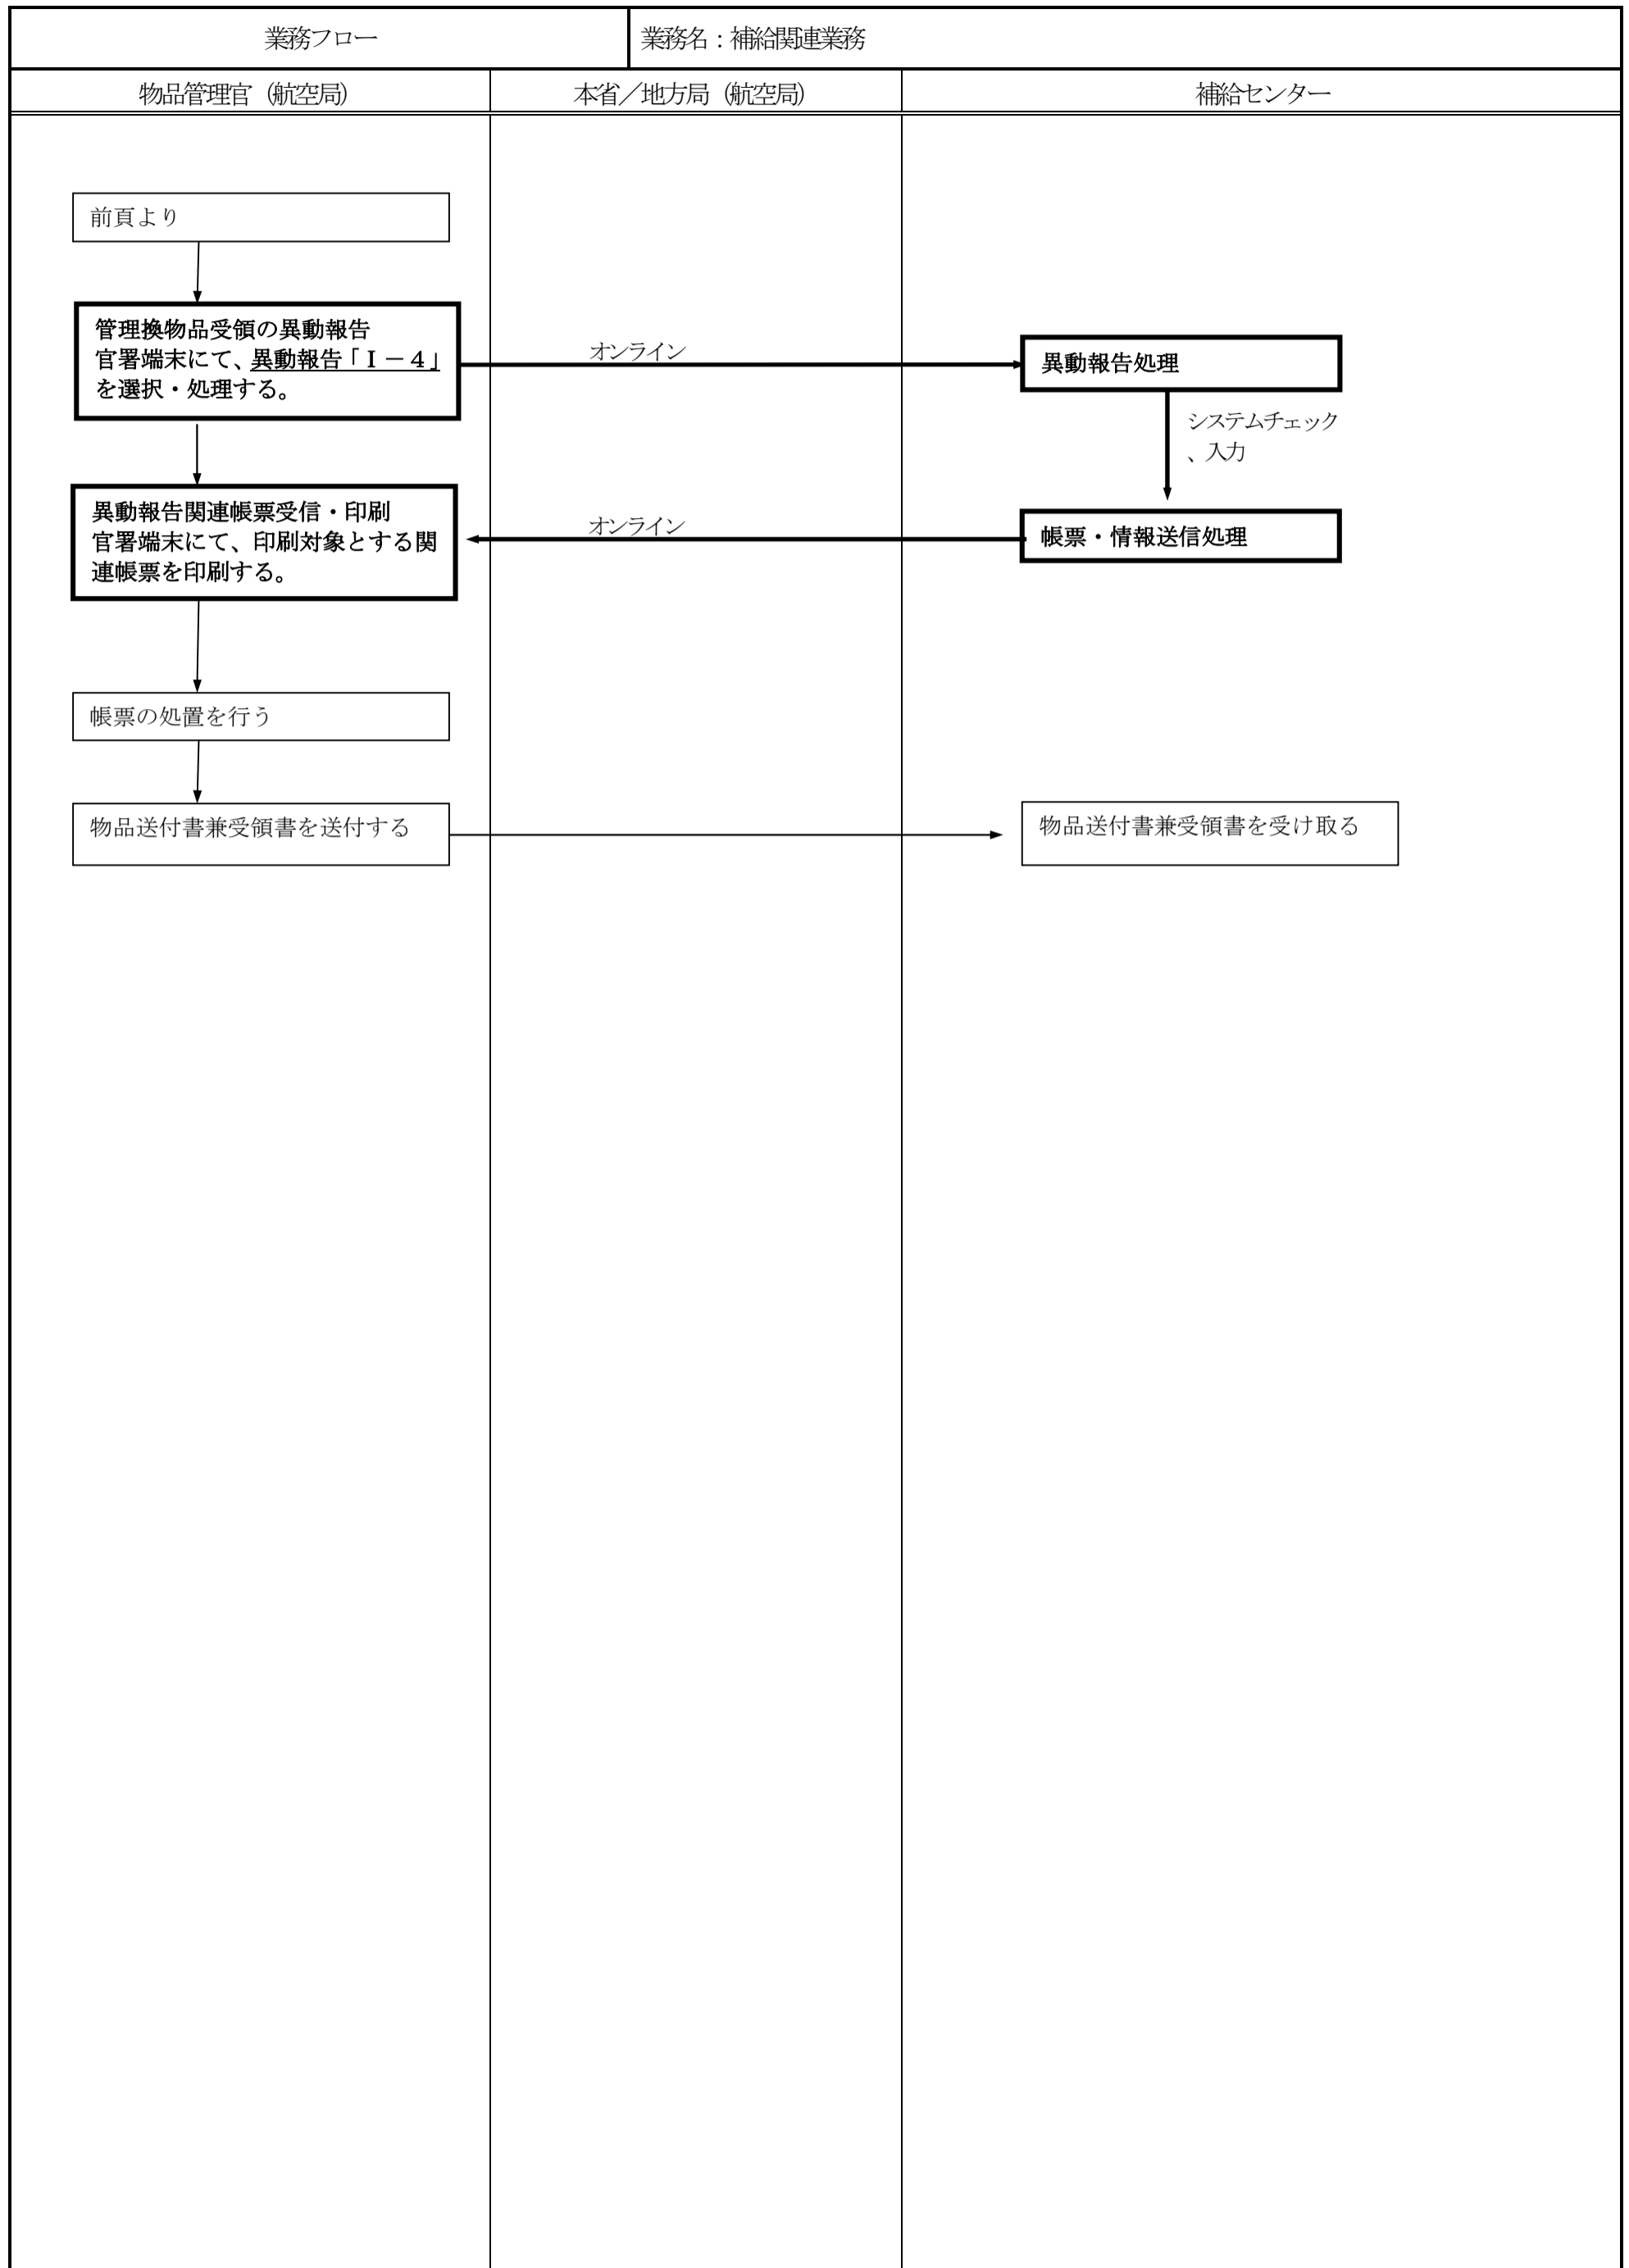 業務フロー
業務名：補給関連業務
物品管理官（航空局）
本省／地方局（航空局）
補給センター
前頁より
管理換物品受領の異動報告
官署端末にて、異動報告「Ｉ－４」
を選択・処理する。
オンライン
異動報告処理
システムチェック
、入力
異動報告関連帳票受信・印刷
官署端末にて、印刷対象とする関
連帳票を印刷する。
オンライン
帳票・情報送信処理
帳票の処置を行う
物品送付書兼受領書を送付する
物品送付書兼受領書を受け取る